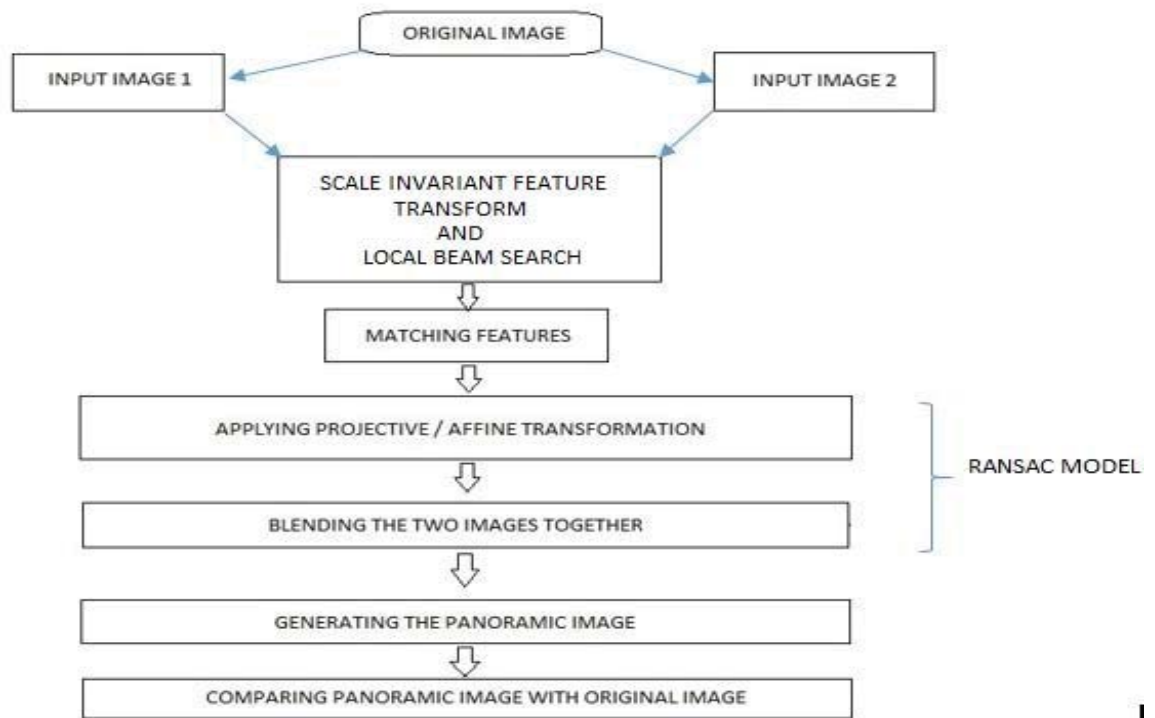 ORIGINAL IMAGE
INPUT IMAGE 1
INPUT IMAGE 2
SCALE INVARIANT FEATURE
TRANSFORM
AND
LOCAL BEAM SEARCH
MATCHING FEATURES
APPLYING PROJECTIVE / AFFINE TRANSFORMATION
RANSAC MODEL
BLENDING THE TWO IMAGES TOGETHER
GENERATING THE PANORAMIC IMAGE
COMPARING PANORAMIC IMAGE WITH ORIGINAL IMAGE